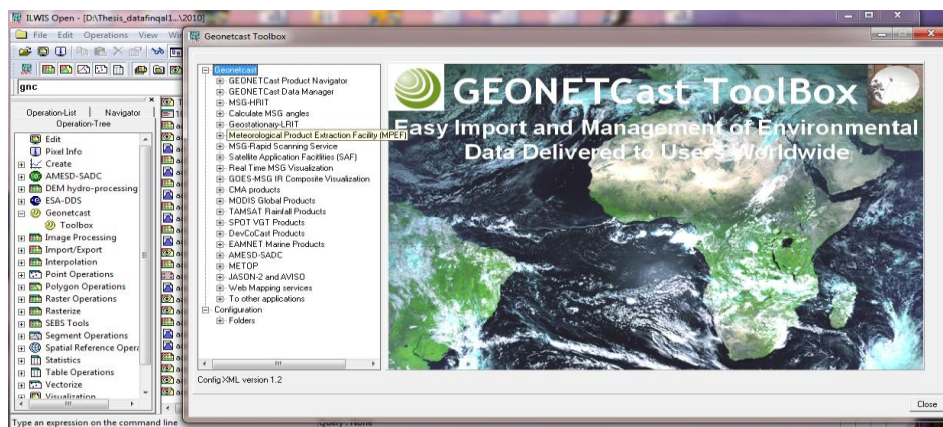 ILWIS Open - [D:\Thesis_datafinqal1...\2010]
File Edit Operations View
gnc
Operation-List Navigator
Operation-Tree
Edit
Pixel Info
Create
AMESD-SADC
DEM hydro-processing
ESA-DDS
Geonetcast
Toolbox
Image Processing
Import/Export
Interpolation
Point Operations
Polygon Operations
Raster Operations
Rasterize
SEBS Tools
Segment Operations
Spatial Reference Opera
Statistics
Table Operations
Vectorize
Visualization
Type an expression on the command line
Query : None
Geonetcast Toolbox
Geonetcast
GEONETCast Product Navigator
GEONETCast Data Manager
MSG-HRIT
Calculate MSG angles
Geostationary-LRIT
Meteorological Product Extraction Facility (MPEF)
MSG-Rapid Scanning Service
Satellite Application Facitlities (SAF)
Real Time MSG Visualization
GOES-MSG IR Composite Visualization
CMA products
MODIS Global Products
TAMSAT Rainfall Products
SPOT VGT Products
DevCoCast Products
EAMNET Marine Products
AMESD-SADC
METOP
JASON-2 and AVISO
Web Mapping services
To other applications
Configuration
Folders
Config XML version 1.2
GEONETCast ToolBox
Easy Import and Management of Environmental
Data Delivered to Users Worldwide
Close